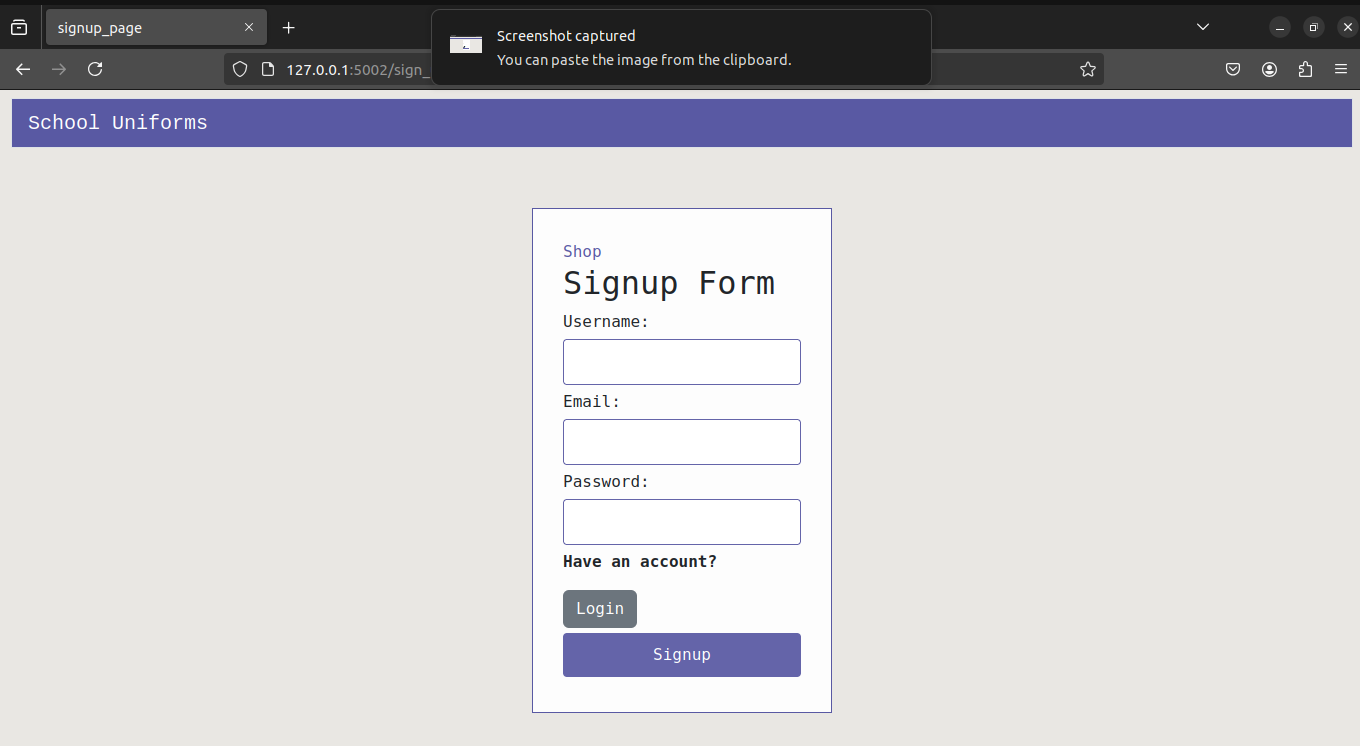 signup_page
Screenshot captured
You can paste the image from the clipboard.
127.0.0.1:5002/sign_
School Uniforms
Shop
Signup Form
Username:
Email:
Password:
Have an account?
Login
Signup